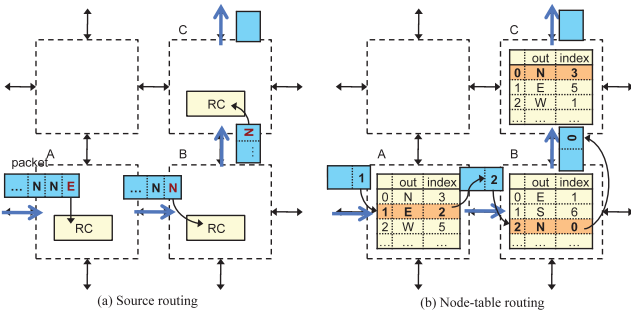 C
RC
N
...
A
packet
... N N E
RC
B
... N N
RC
(a) Source routing
C
out index
0 N 3
1 E 5
2 W 1
... ... ...
0
A
1
out index
0 N 3
1 E 2
2 W 5
... ...
2
B
out index
0 E 1
1 S 6
2 N 0
... ...
(b) Node-table routing